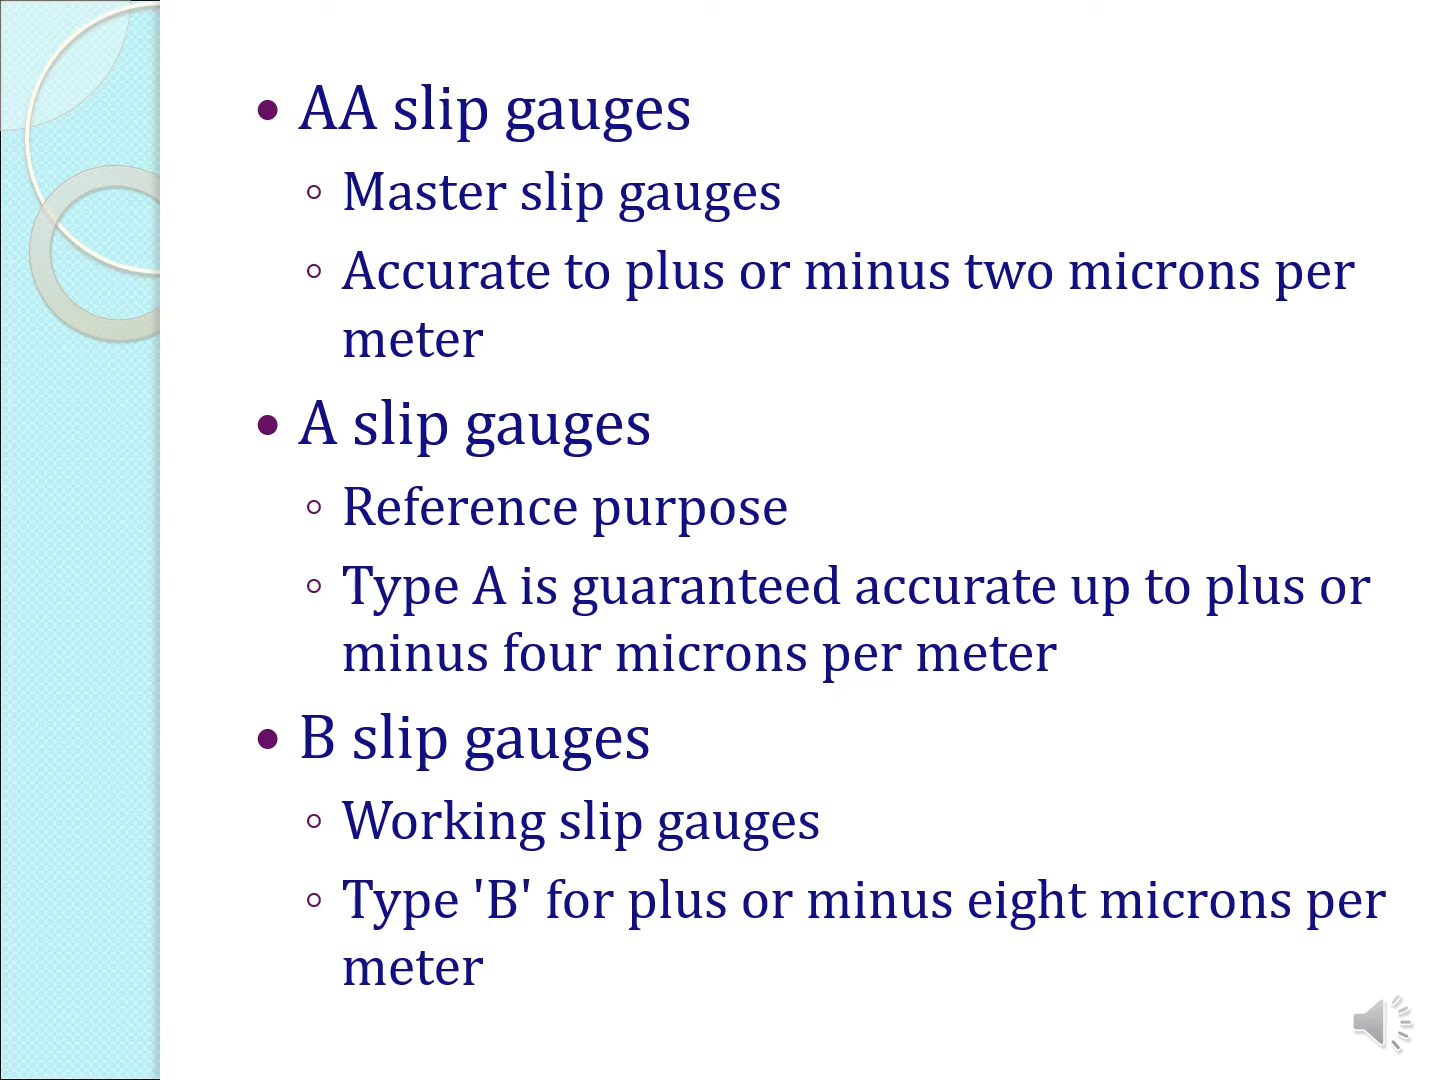 • AA slip gauges
◦ Master slip gauges
◦ Accurate to plus or minus two microns per
meter
• A slip gauges
◦ Reference purpose
◦ Type A is guaranteed accurate up to plus or
minus four microns per meter
• B slip gauges
◦ Working slip gauges
◦ Type 'B' for plus or minus eight microns per
meter